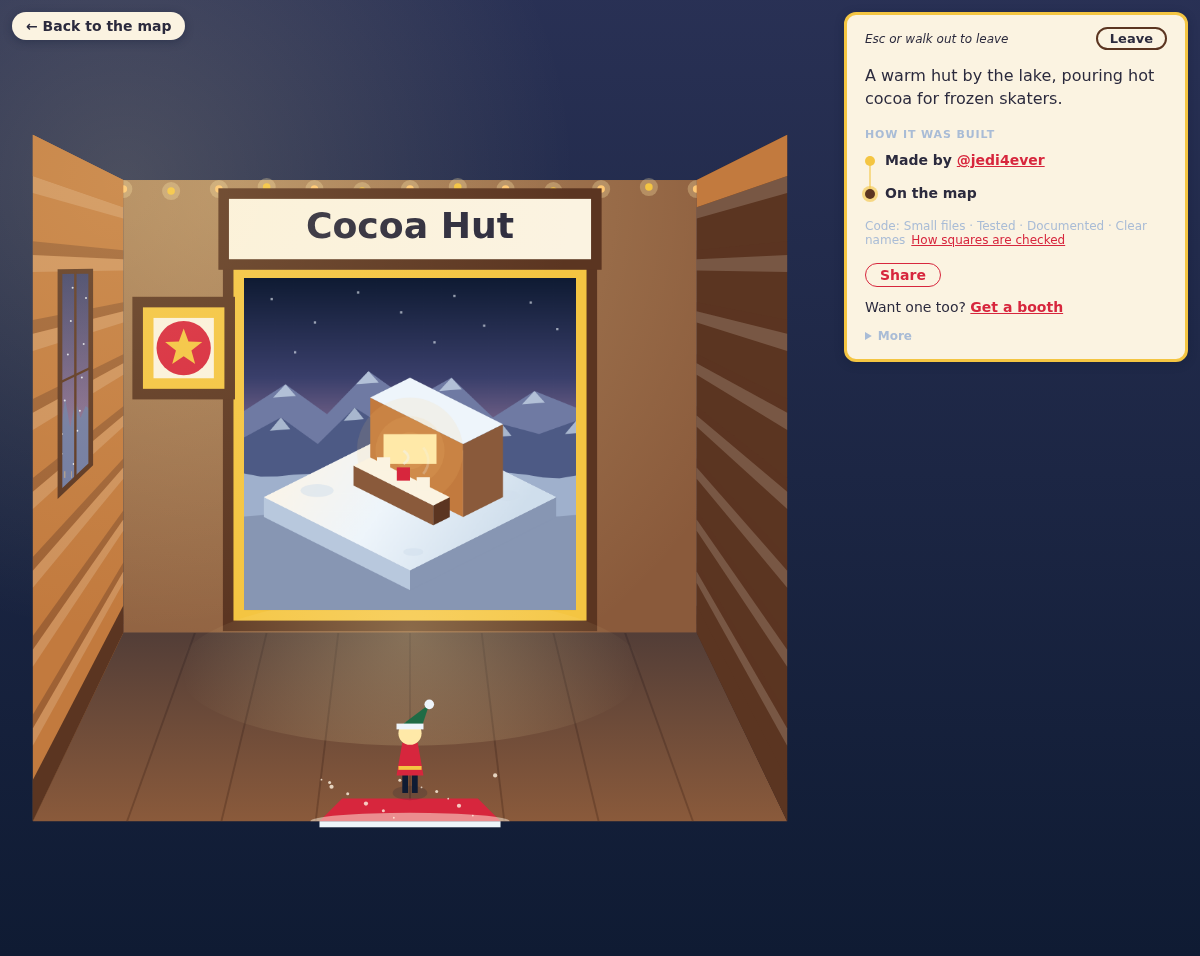 ← Back to the map
Esc or walk out to leave
Leave
A warm hut by the lake, pouring hot
cocoa for frozen skaters.
HOW IT WAS BUILT
Made by @jedi4ever
On the map
Code: Small files · Tested · Documented · Clear
names How squares are checked
Share
Want one too? Get a booth
More
Cocoa Hut